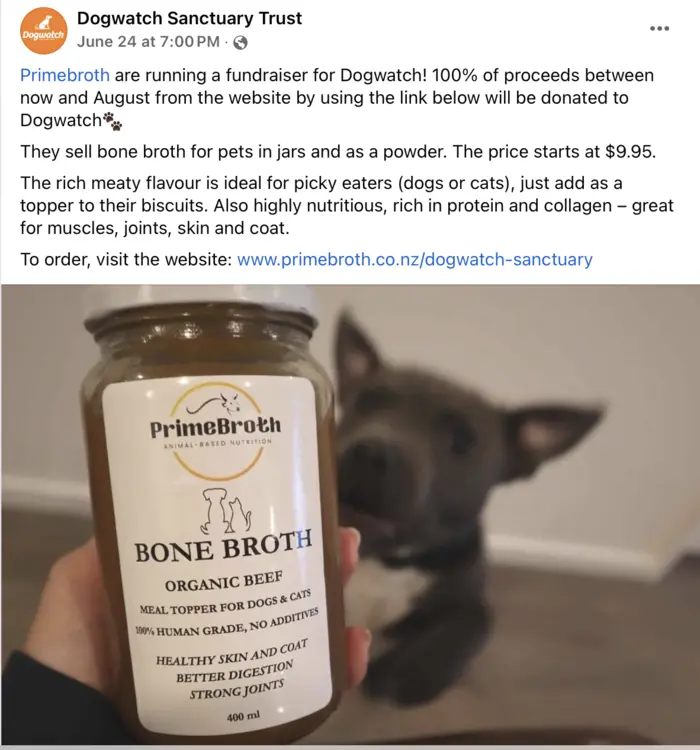 Dogwatch
Dogwatch Sanctuary Trust
June 24 at 7:00 PM ·
Primebroth are running a fundraiser for Dogwatch! 100% of proceeds between
now and August from the website by using the link below will be donated to
Dogwatch🐾
They sell bone broth for pets in jars and as a powder. The price starts at $9.95.
The rich meaty flavour is ideal for picky eaters (dogs or cats), just add as a
topper to their biscuits. Also highly nutritious, rich in protein and collagen – great
for muscles, joints, skin and coat.
To order, visit the website: www.primebroth.co.nz/dogwatch-sanctuary
PrimeBroth
ANIMAL-BASED NUTRITION
BONE BROTH
ORGANIC BEEF
MEAL TOPPER FOR DOGS & CATS
100% HUMAN GRADE, NO ADDITIVES
HEALTHY SKIN AND COAT
BETTER DIGESTION
STRONG JOINTS
400 ml